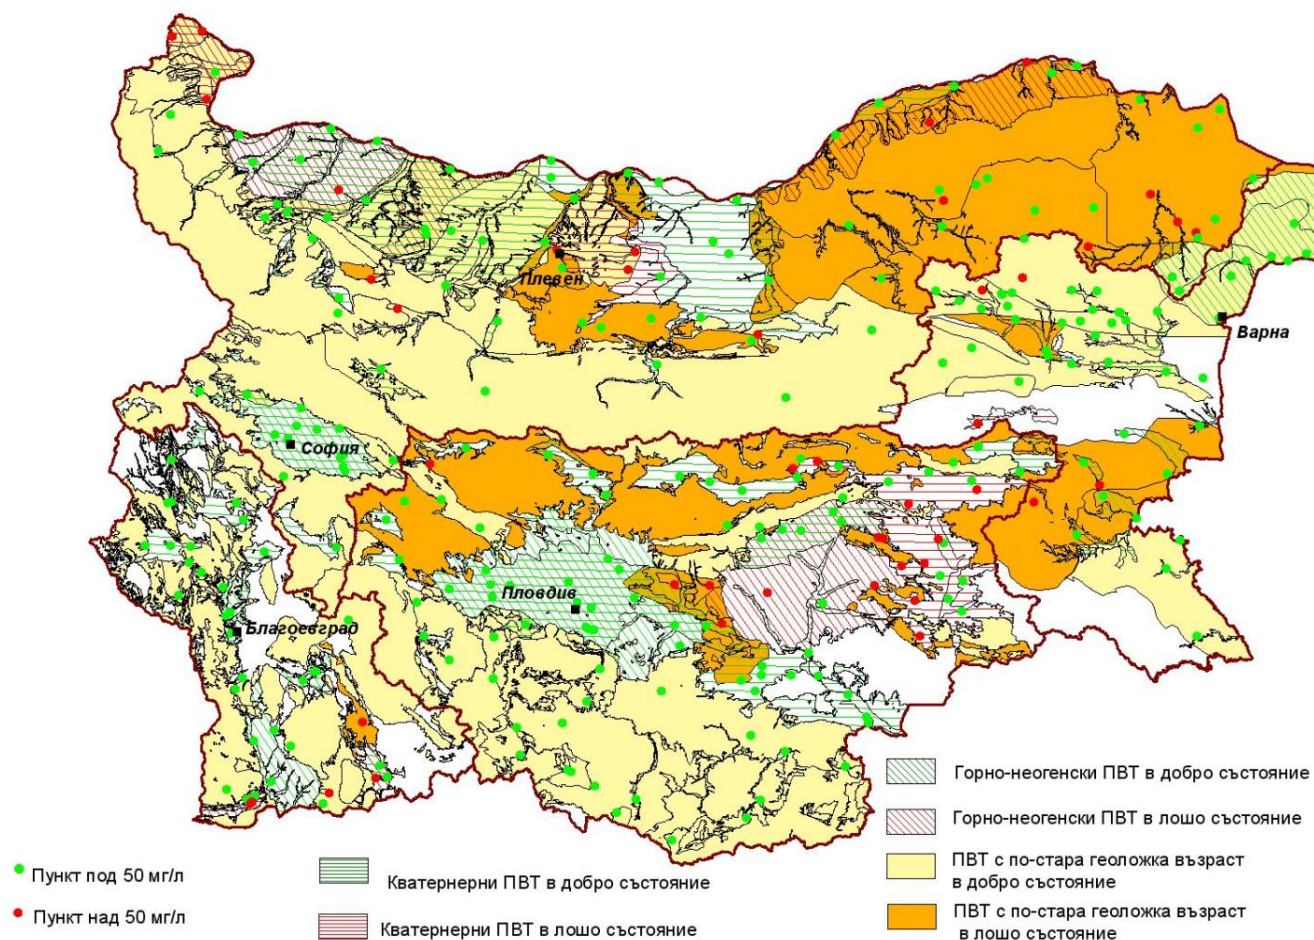 Плевен
Варна
София
Пловдив
Благоевград
Горно-неогенски ПВТ в добро състояние
Горно-неогенски ПВТ в лошо състояние
ПВТ с по-стара геоложка възраст
в добро състояние
ПВТ с по-стара геоложка възраст
в лошо състояние
Пункт под 50 мг/л
Пункт над 50 мг/л
Кватернерни ПВТ в добро състояние
Кватернерни ПВТ в лошо състояние